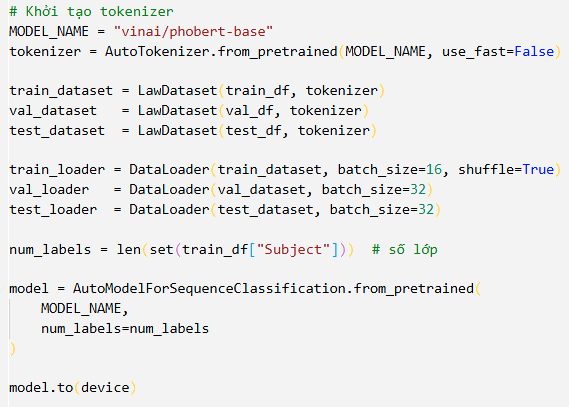 # Khởi tạo tokenizer
MODEL_NAME = "vinai/phobert-base"
tokenizer = AutoTokenizer.from_pretrained(MODEL_NAME, use_fast=False)

train_dataset = LawDataset(train_df, tokenizer)
val_dataset   = LawDataset(val_df, tokenizer)
test_dataset  = LawDataset(test_df, tokenizer)

train_loader = DataLoader(train_dataset, batch_size=16, shuffle=True)
val_loader   = DataLoader(val_dataset, batch_size=32)
test_loader  = DataLoader(test_dataset, batch_size=32)

num_labels = len(set(train_df["Subject"]))  # số lớp

model = AutoModelForSequenceClassification.from_pretrained(
    MODEL_NAME,
    num_labels=num_labels
)

model.to(device)